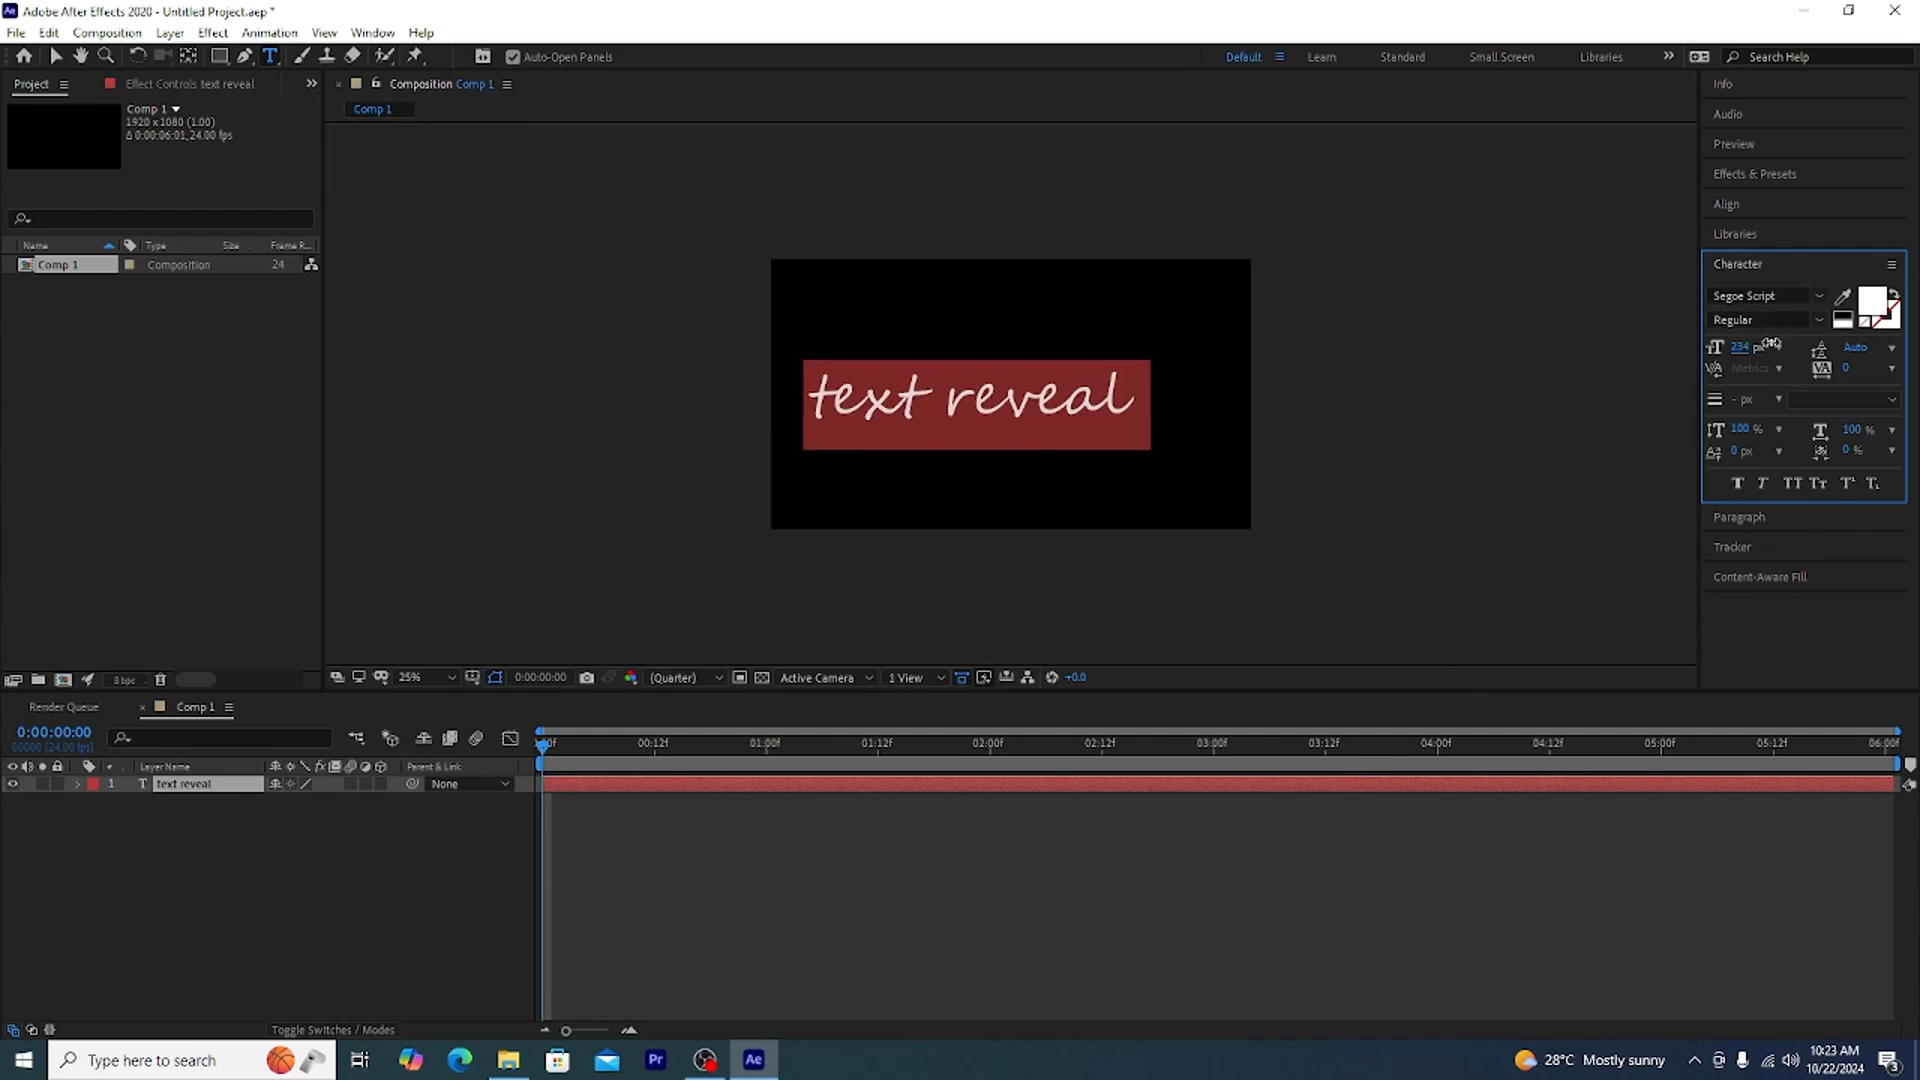 Adobe After Effects 2020 - Untitled Project.aep *
File Edit Composition Layer Effect Animation View Window Help
Auto-Open Panels
Default Learn Standard Small Screen Libraries Search Help
Project Effect Controls text reveal
Composition Comp 1
Comp 1
Comp 1
1920 x 1080 (1.00)
Δ 0:00:06:01, 24.00 fps
Name Type Size Frame R...
Comp 1 Composition 24
text reveal
Info
Audio
Preview
Effects & Presets
Align
Libraries
Character
Segoe Script
Regular
234 px Auto
Metrics 0
- px
100 % 100 %
0 px 0 %
Paragraph
Tracker
Content-Aware Fill
8 bpc
25% 0:00:00:00 (Quarter) Active Camera 1 View +0.0
Render Queue Comp 1
0:00:00:00
00000 (24.00 fps)
00:12f 01:00f 01:12f 02:00f 02:12f 03:00f 03:12f 04:00f 04:12f 05:00f 05:12f 06:00f
Layer Name Parent & Link
1 T text reveal None
Toggle Switches / Modes
Type here to search
Pr
Ae
28°C Mostly sunny
10:23 AM
10/22/2024
3